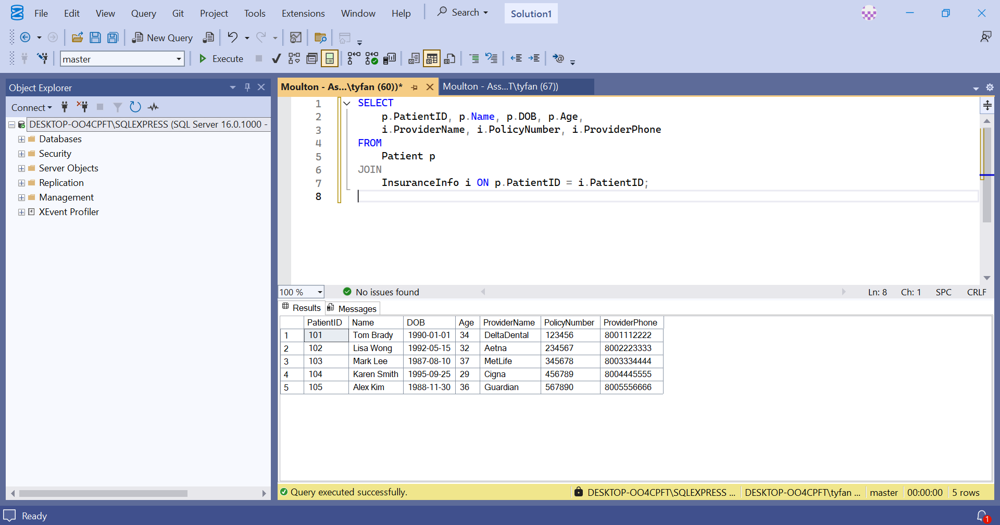 File Edit View Query Git Project Tools Extensions Window Help Search Solution1
New Query
master Execute
Object Explorer
Connect
DESKTOP-OO4CPFT\SQLEXPRESS (SQL Server 16.0.1000 -
Databases
Security
Server Objects
Replication
Management
XEvent Profiler
Moulton - As...\tyfan (60))* Moulton - Ass...T\tyfan (67))
1 SELECT
2 p.PatientID, p.Name, p.DOB, p.Age,
3 i.ProviderName, i.PolicyNumber, i.ProviderPhone
4 FROM
5 Patient p
6 JOIN
7 InsuranceInfo i ON p.PatientID = i.PatientID;
8
100 % No issues found Ln: 8 Ch: 1 SPC CRLF
Results Messages
PatientID Name DOB Age ProviderName PolicyNumber ProviderPhone
1 101 Tom Brady 1990-01-01 34 DeltaDental 123456 8001112222
2 102 Lisa Wong 1992-05-15 32 Aetna 234567 8002223333
3 103 Mark Lee 1987-08-10 37 MetLife 345678 8003334444
4 104 Karen Smith 1995-09-25 29 Cigna 456789 8004445555
5 105 Alex Kim 1988-11-30 36 Guardian 567890 8005556666
Query executed successfully. DESKTOP-OO4CPFT\SQLEXPRESS ... DESKTOP-OO4CPFT\tyfan ... master 00:00:00 5 rows
Ready 1